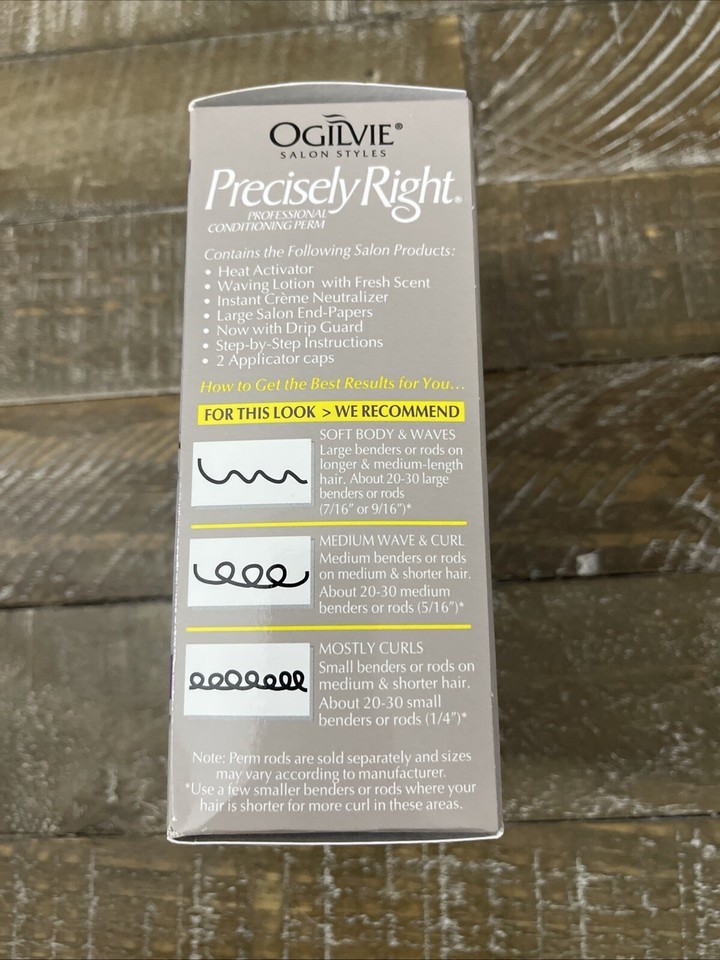 OGILVIE®
SALON STYLES
Precisely Right®
PROFESSIONAL
CONDITIONING PERM
Contains the Following Salon Products:
• Heat Activator
• Waving Lotion with Fresh Scent
• Instant Crème Neutralizer
• Large Salon End-Papers
• Now with Drip Guard
• Step-by-Step Instructions
• 2 Applicator caps
How to Get the Best Results for You...
FOR THIS LOOK > WE RECOMMEND
SOFT BODY & WAVES
Large benders or rods on
longer & medium-length
hair. About 20-30 large
benders or rods
(7/16" or 9/16")*
MEDIUM WAVE & CURL
Medium benders or rods
on medium & shorter hair.
About 20-30 medium
benders or rods (5/16")*
MOSTLY CURLS
Small benders or rods on
medium & shorter hair.
About 20-30 small
benders or rods (1/4")*
Note: Perm rods are sold separately and sizes
may vary according to manufacturer.
*Use a few smaller benders or rods where your
hair is shorter for more curl in these areas.